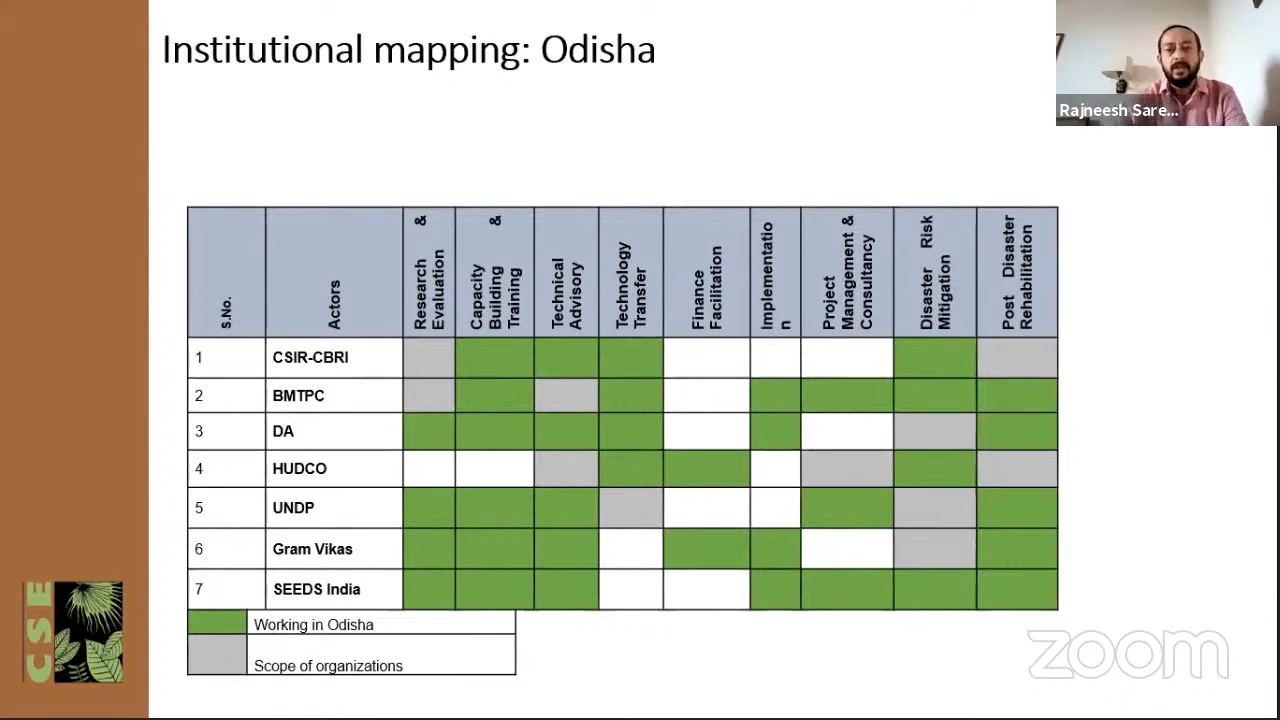 Institutional mapping: Odisha
Rajneesh Sare...
S.No.
Actors
Research &
Evaluation
Capacity &
Building
Training
Technical
Advisory
Technology
Transfer
Finance
Facilitation
Implementatio
n
Project
Management &
Consultancy
Disaster Risk
Mitigation
Post Disaster
Rehabilitation
1 CSIR-CBRI
2 BMTPC
3 DA
4 HUDCO
5 UNDP
6 Gram Vikas
7 SEEDS India
Working in Odisha
Scope of organizations
CSE
zoom